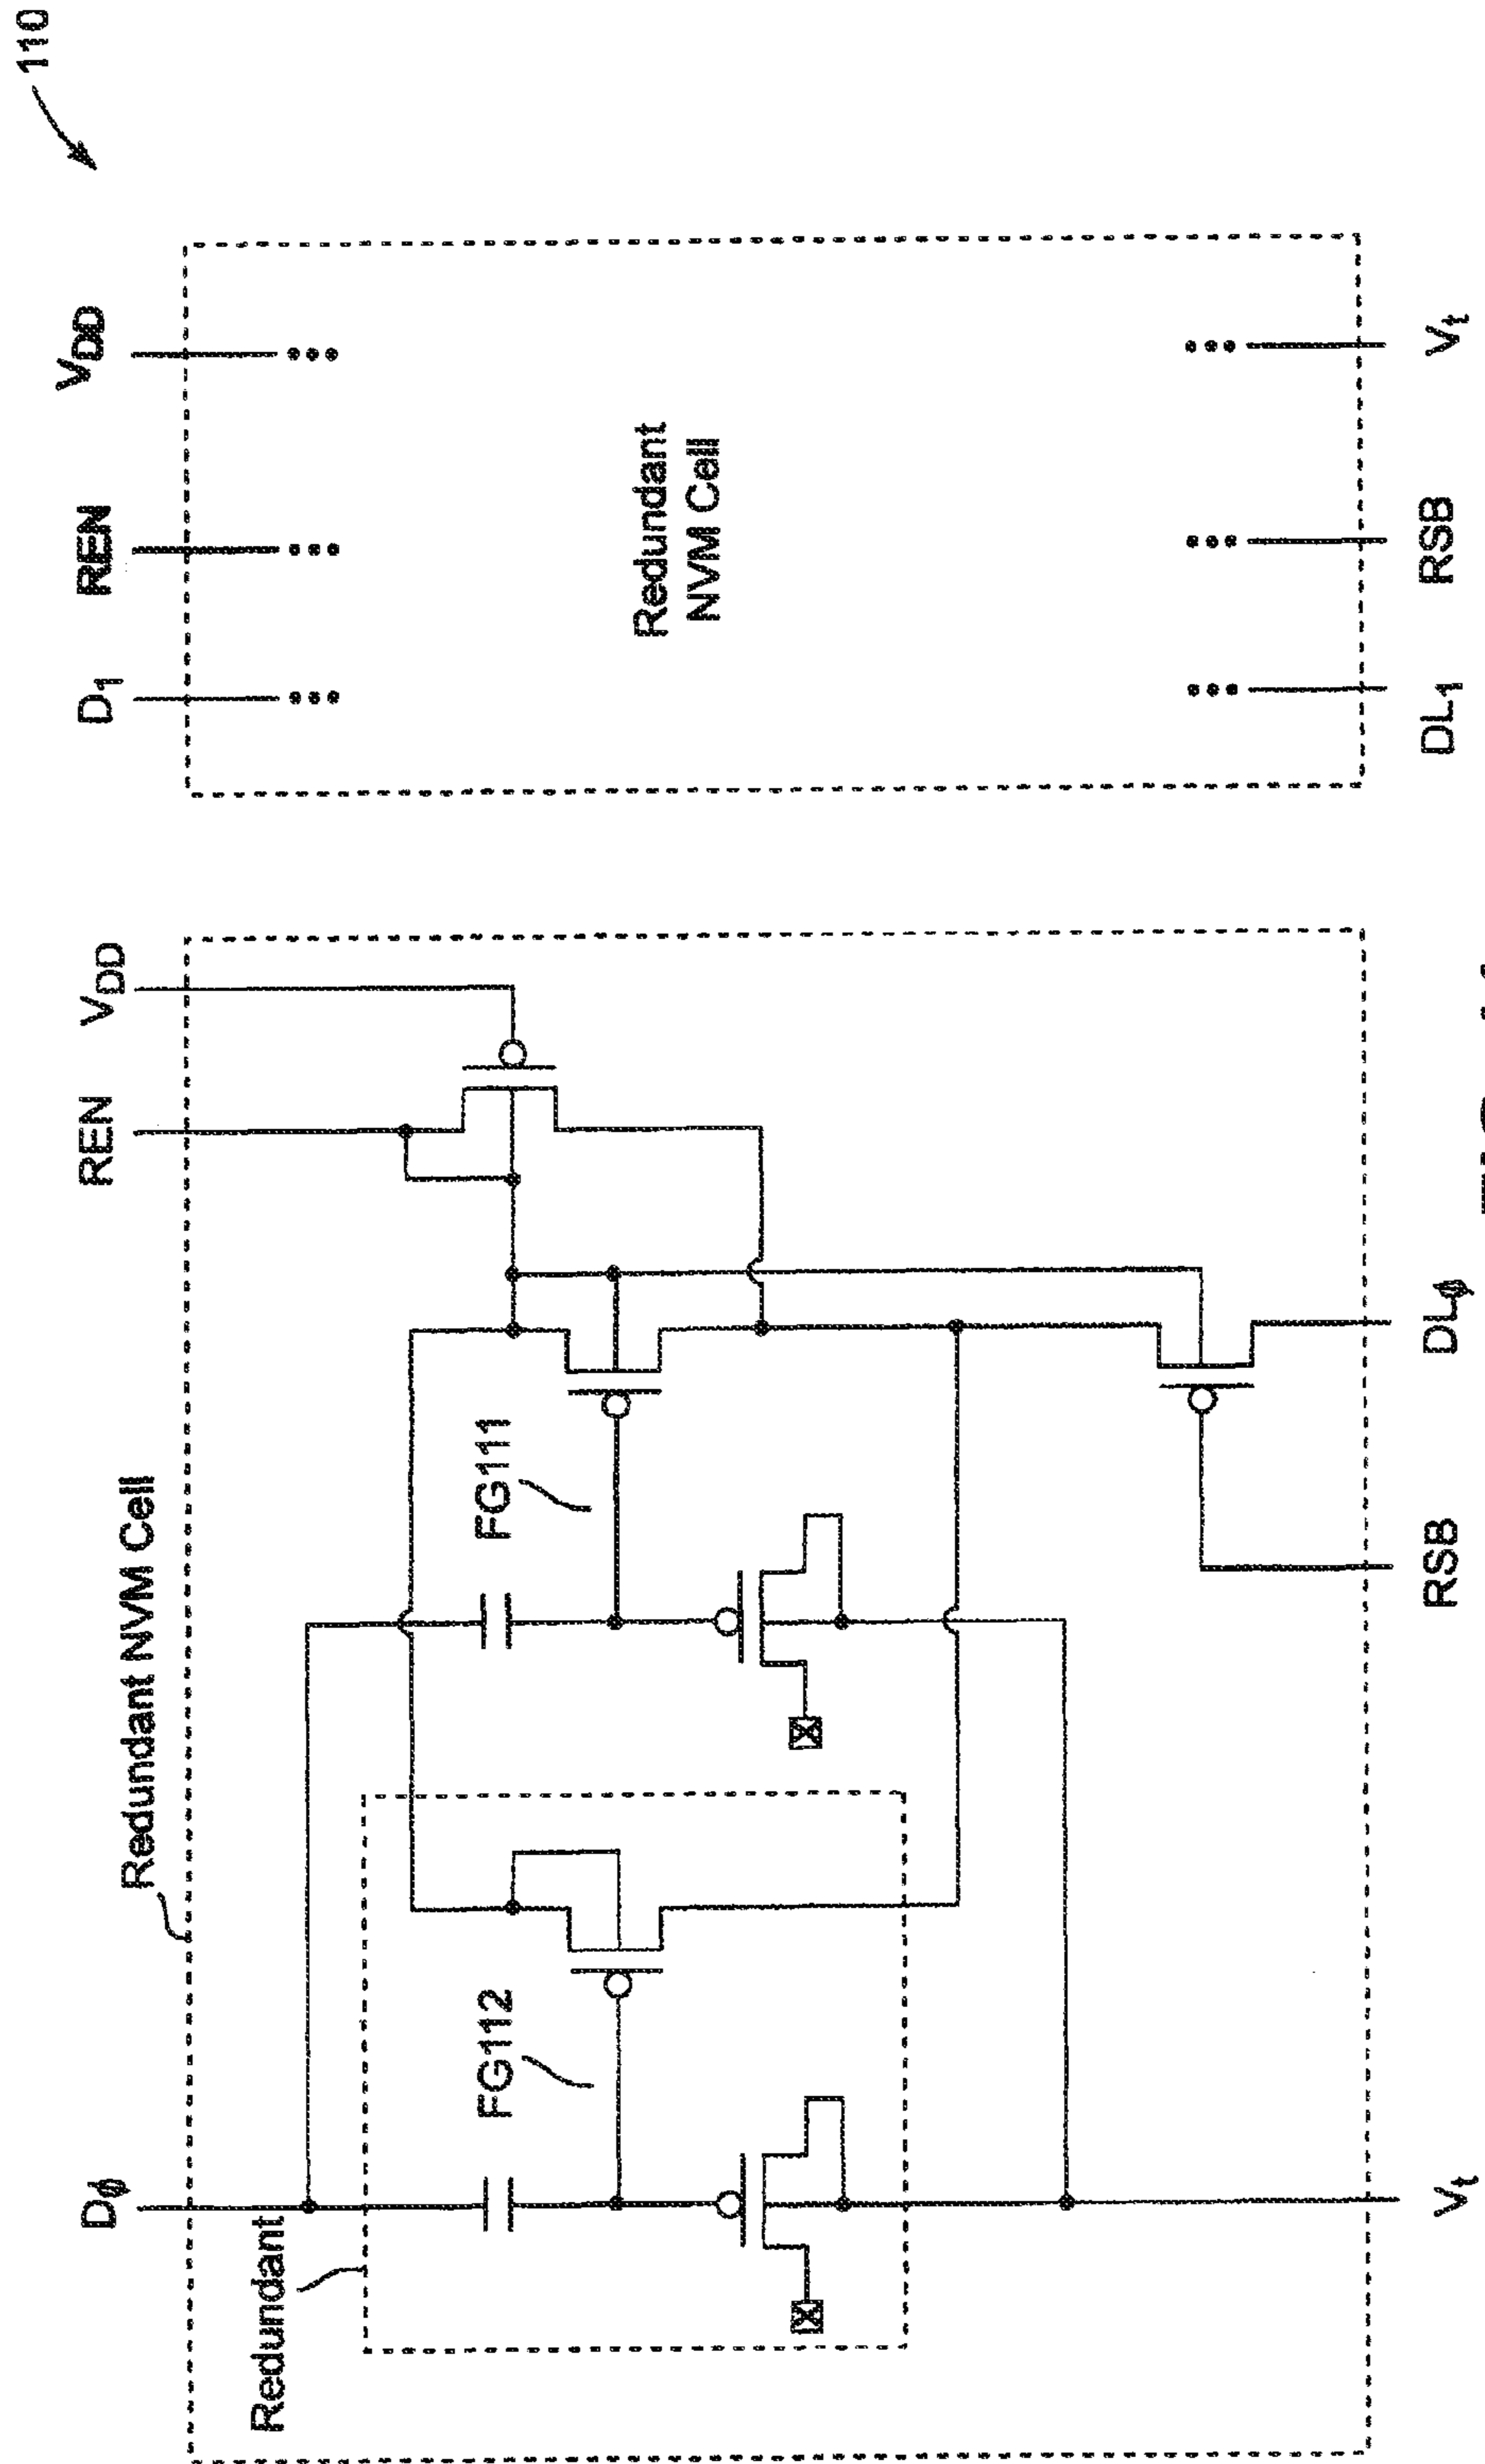 110
Dϕ
REN
VDD
D1
REN
VDD
Redundant NVM Cell
Redundant
FG112
FG111
Redundant
NVM Cell
Vt
RSB
DLϕ
DL1
RSB
Vt